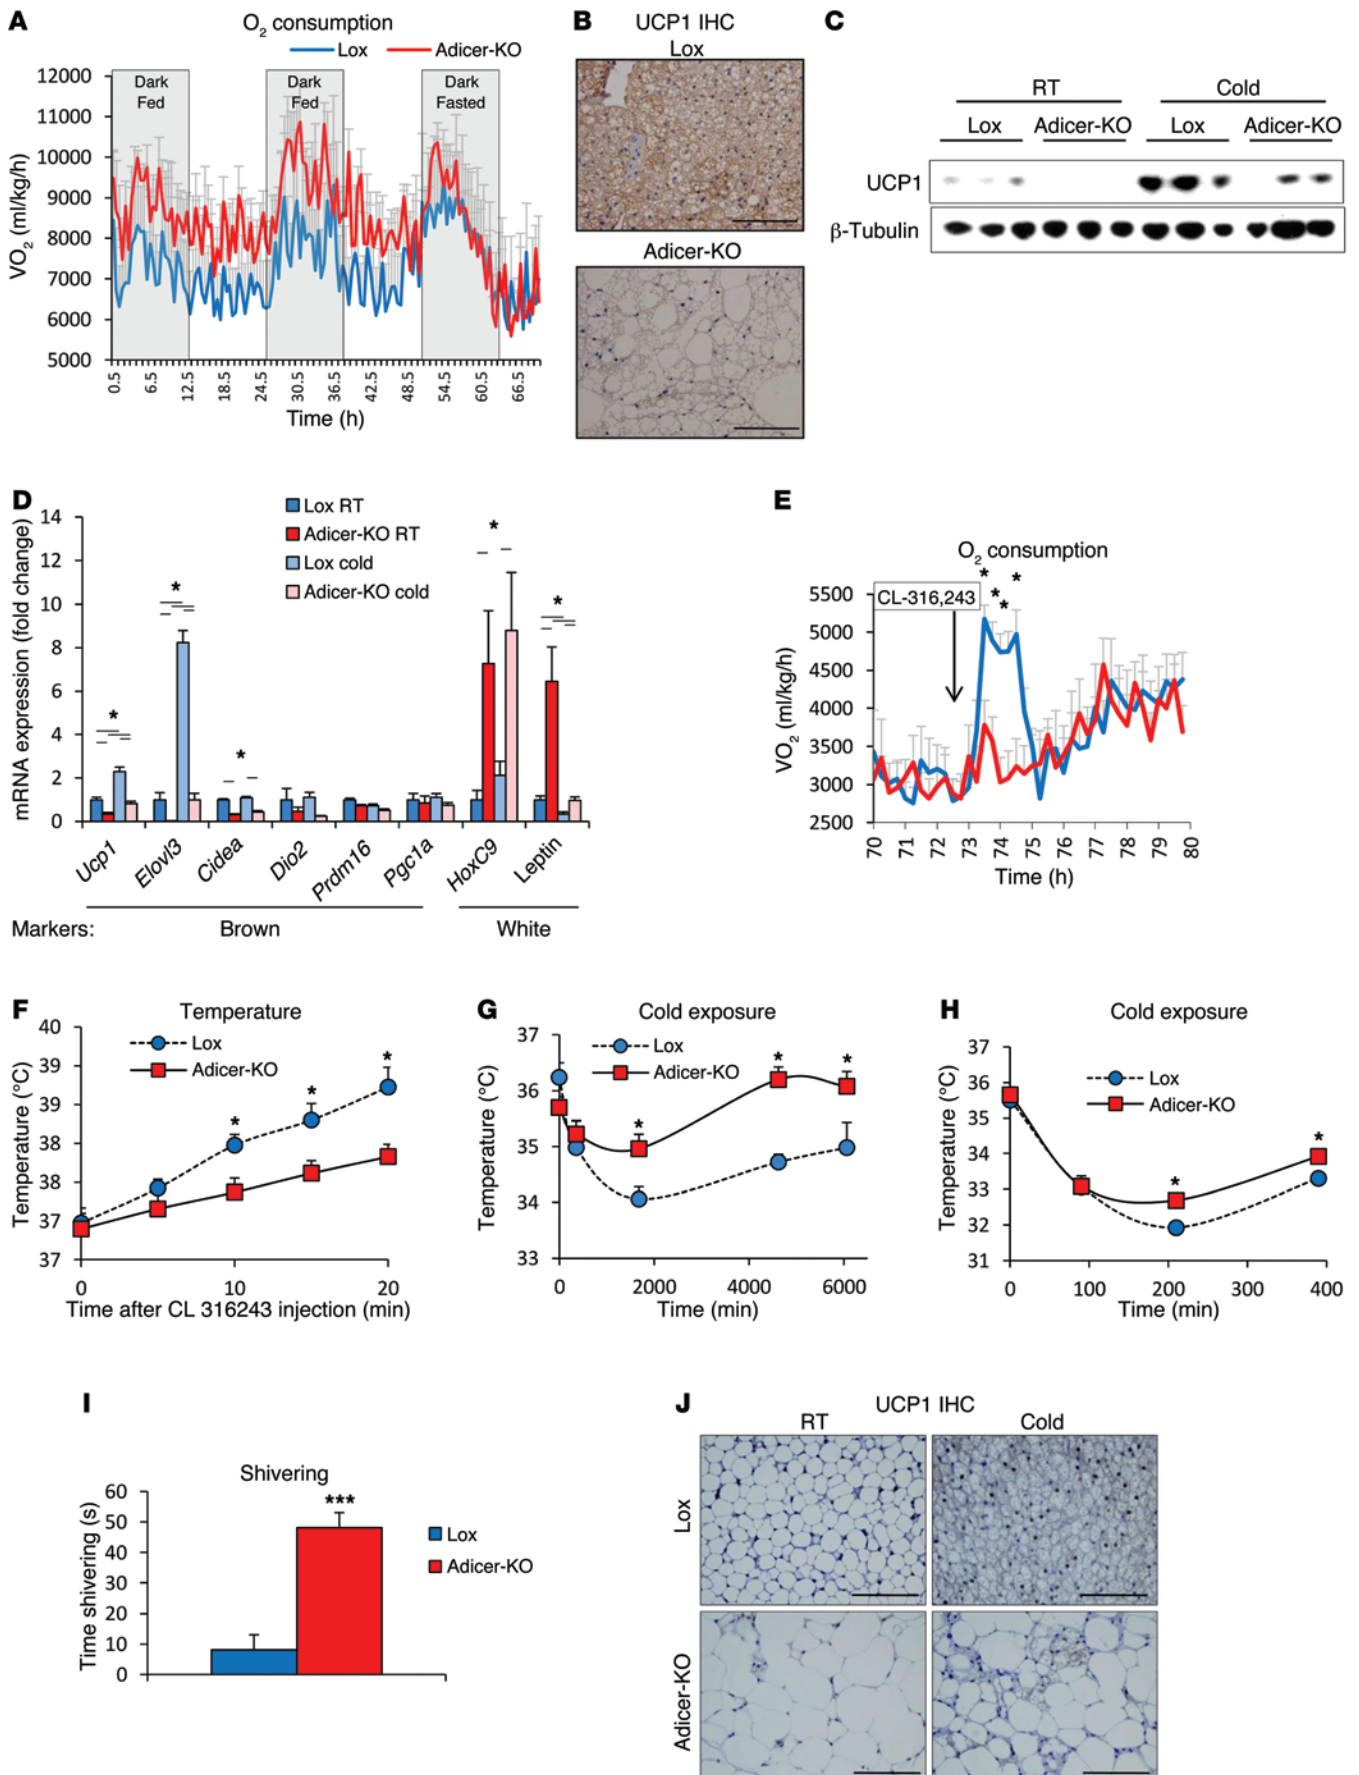 A
O2 consumption
Lox
Adicer-KO
Dark
Fed
Dark
Fed
Dark
Fasted
12000
11000
10000
9000
8000
7000
6000
5000
VO2 (ml/kg/h)
0.5
6.5
12.5
18.5
24.5
30.5
36.5
42.5
48.5
54.5
60.5
66.5
Time (h)
B
UCP1 IHC
Lox
Adicer-KO
C
RT Cold
Lox Adicer-KO Lox Adicer-KO
UCP1
β-Tubulin
D
Lox RT
Adicer-KO RT
Lox cold
Adicer-KO cold
14
12
10
8
6
4
2
0
mRNA expression (fold change)
*
*
*
*
*
Ucp1
Elovl3
Cidea
Dio2
Prdm16
Pgc1a
HoxC9
Leptin
Markers: Brown White
E
O2 consumption
CL-316,243
* * * *
5500
5000
4500
4000
3500
3000
2500
VO2 (ml/kg/h)
70
71
72
73
74
75
76
77
78
79
80
Time (h)
F
Temperature
Lox
Adicer-KO
40
39
39
38
38
37
37
Temperature (°C)
* * *
0 10 20
Time after CL 316243 injection (min)
G
Cold exposure
Lox
Adicer-KO
37
36
35
34
33
Temperature (°C)
* * *
0 2000 4000 6000
Time (min)
H
Cold exposure
Lox
Adicer-KO
37
36
35
34
33
32
31
Temperature (°C)
* *
0 100 200 300 400
Time (min)
I
Shivering
***
Lox
Adicer-KO
60
50
40
30
20
10
0
Time shivering (s)
J
UCP1 IHC
RT Cold
Lox
Adicer-KO